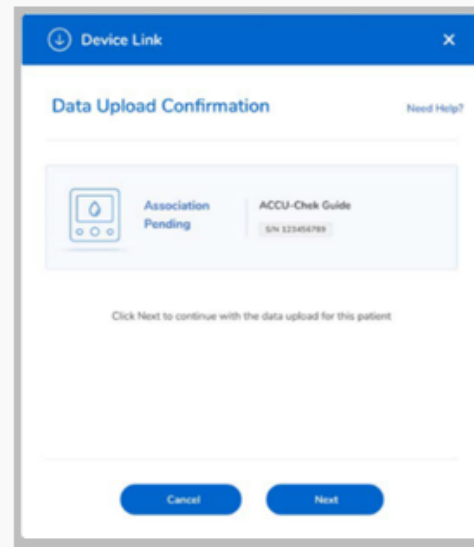 Device Link
Data Upload Confirmation
Need Help?
Association
Pending
ACCU-Chek Guide
S/N 123456789
Click Next to continue with the data upload for this patient
Cancel
Next